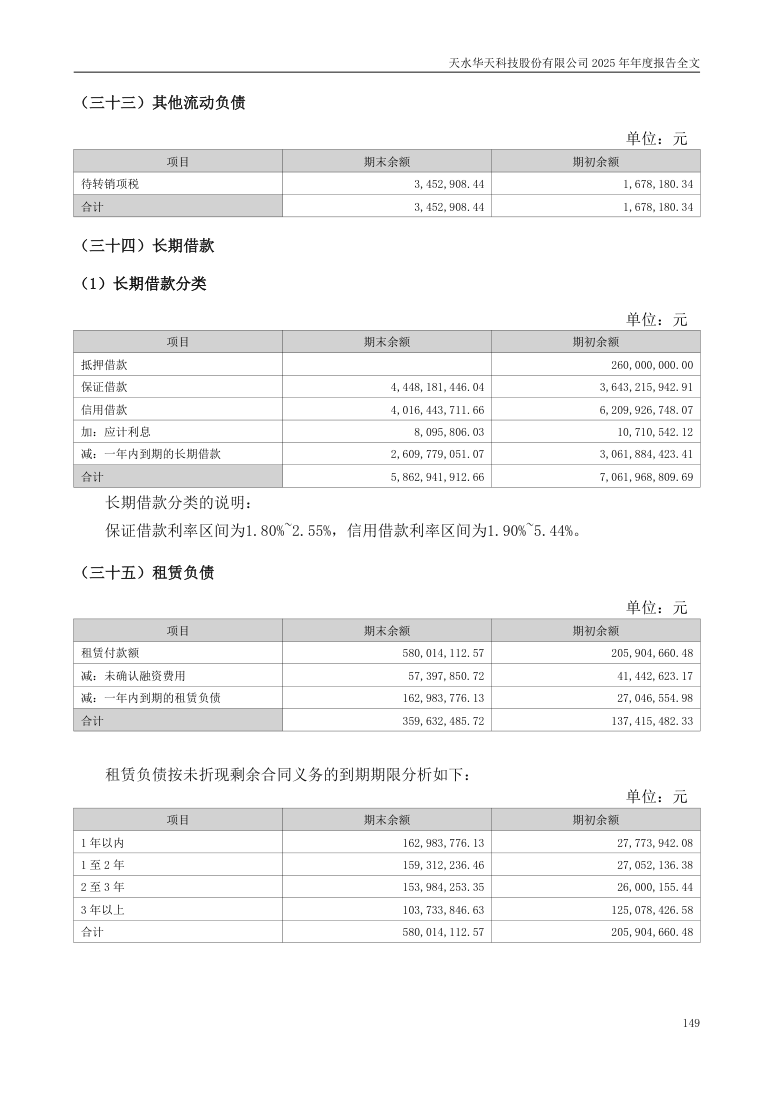 天水华天科技股份有限公司 2025 年年度报告全文
（三十三）其他流动负债
单位：元
项目 期末余额 期初余额
待转销项税 3,452,908.44 1,678,180.34
合计 3,452,908.44 1,678,180.34
（三十四）长期借款
（1）长期借款分类
单位：元
项目 期末余额 期初余额
抵押借款 260,000,000.00
保证借款 4,448,181,446.04 3,643,215,942.91
信用借款 4,016,443,711.66 6,209,926,748.07
加：应计利息 8,095,806.03 10,710,542.12
减：一年内到期的长期借款 2,609,779,051.07 3,061,884,423.41
合计 5,862,941,912.66 7,061,968,809.69
长期借款分类的说明：
保证借款利率区间为1.80%~2.55%，信用借款利率区间为1.90%~5.44%。
（三十五）租赁负债
单位：元
项目 期末余额 期初余额
租赁付款额 580,014,112.57 205,904,660.48
减：未确认融资费用 57,397,850.72 41,442,623.17
减：一年内到期的租赁负债 162,983,776.13 27,046,554.98
合计 359,632,485.72 137,415,482.33
租赁负债按未折现剩余合同义务的到期期限分析如下：
单位：元
项目 期末余额 期初余额
1 年以内 162,983,776.13 27,773,942.08
1 至 2 年 159,312,236.46 27,052,136.38
2 至 3 年 153,984,253.35 26,000,155.44
3 年以上 103,733,846.63 125,078,426.58
合计 580,014,112.57 205,904,660.48
149